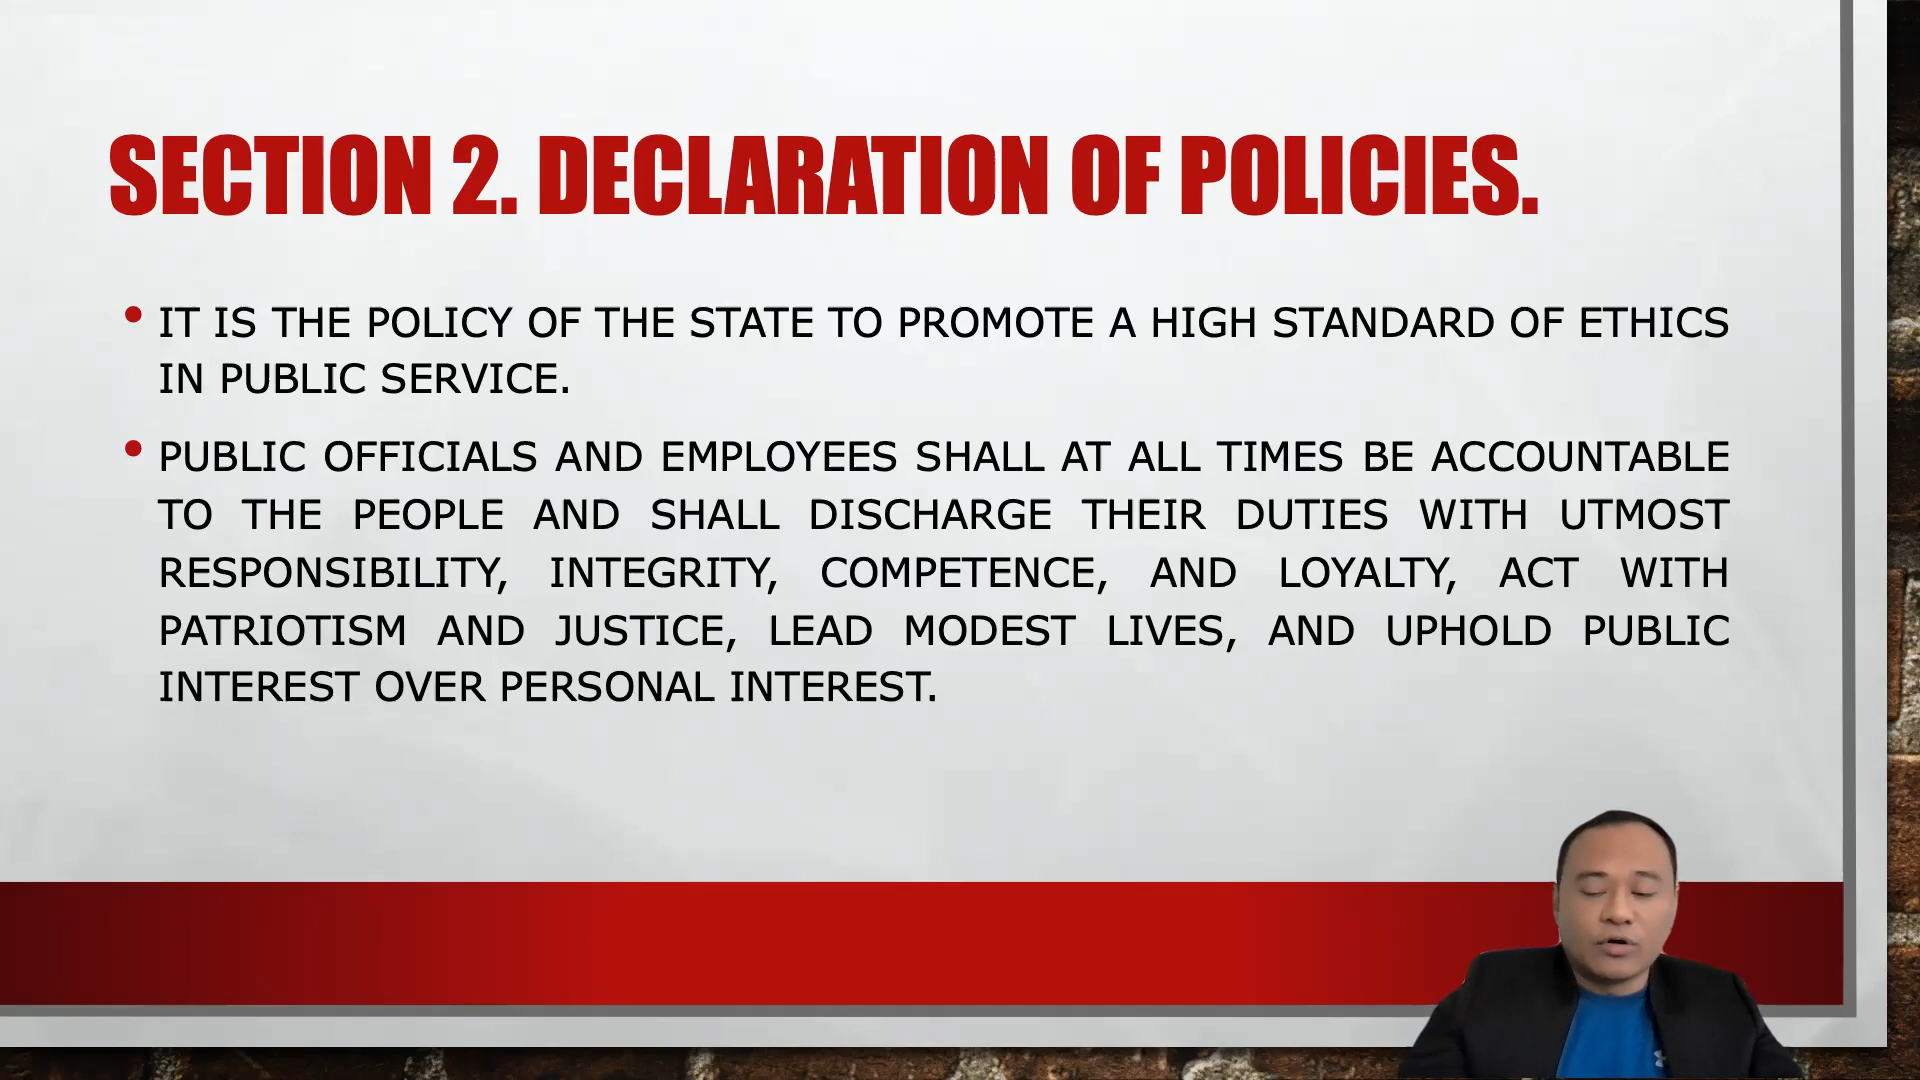 SECTION 2. DECLARATION OF POLICIES.
• IT IS THE POLICY OF THE STATE TO PROMOTE A HIGH STANDARD OF ETHICS
IN PUBLIC SERVICE.
• PUBLIC OFFICIALS AND EMPLOYEES SHALL AT ALL TIMES BE ACCOUNTABLE
TO THE PEOPLE AND SHALL DISCHARGE THEIR DUTIES WITH UTMOST
RESPONSIBILITY, INTEGRITY, COMPETENCE, AND LOYALTY, ACT WITH
PATRIOTISM AND JUSTICE, LEAD MODEST LIVES, AND UPHOLD PUBLIC
INTEREST OVER PERSONAL INTEREST.